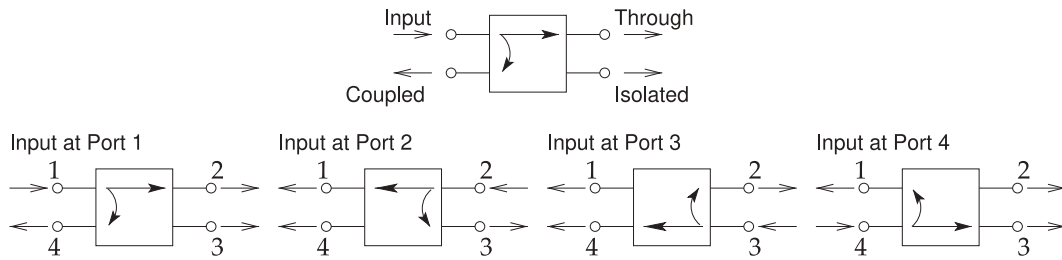 Input Through
Coupled Isolated
Input at Port 1 Input at Port 2 Input at Port 3 Input at Port 4
1 2 1 2 1 2 1 2
4 3 4 3 4 3 4 3